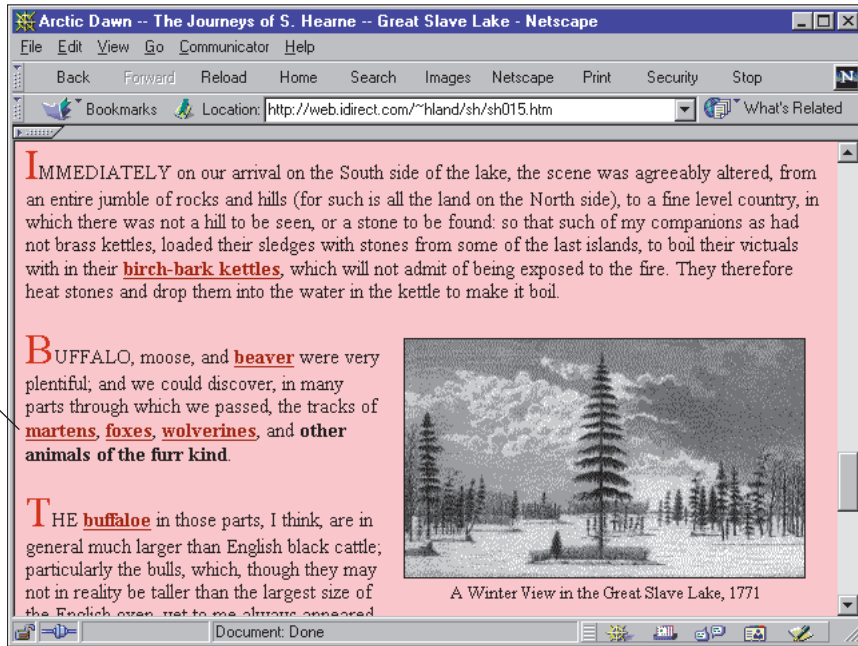 Arctic Dawn -- The Journeys of S. Hearne -- Great Slave Lake - Netscape
File Edit View Go Communicator Help
Back Forward Reload Home Search Images Netscape Print Security Stop N
Bookmarks Location: http://web.idirect.com/~hland/sh/sh015.htm What's Related
IMMEDIATELY on our arrival on the South side of the lake, the scene was agreeably altered, from
an entire jumble of rocks and hills (for such is all the land on the North side), to a fine level country, in
which there was not a hill to be seen, or a stone to be found: so that such of my companions as had
not brass kettles, loaded their sledges with stones from some of the last islands, to boil their victuals
with in their birch-bark kettles, which will not admit of being exposed to the fire. They therefore
heat stones and drop them into the water in the kettle to make it boil.
BUFFALO, moose, and beaver were very
plentiful; and we could discover, in many
parts through which we passed, the tracks of
martens, foxes, wolverines, and other
animals of the furr kind.
THE buffaloe in those parts, I think, are in
general much larger than English black cattle;
particularly the bulls, which, though they may
not in reality be taller than the largest size of
the English oxen, yet to me always appeared
A Winter View in the Great Slave Lake, 1771
Document: Done